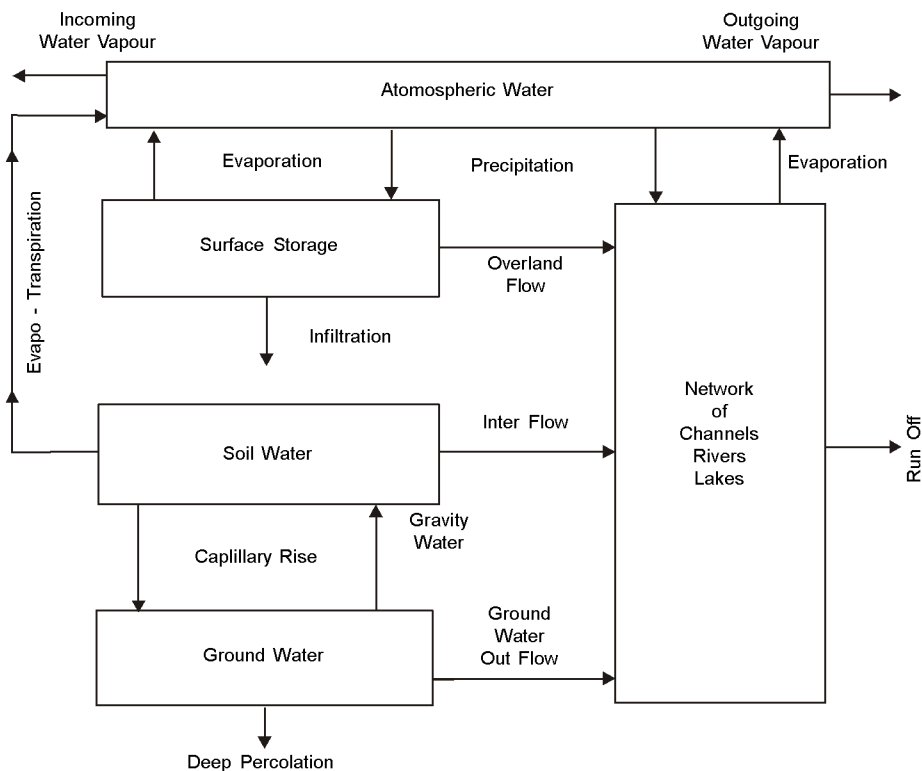 Incoming
Water Vapour
Outgoing
Water Vapour
Atomospheric Water
Evaporation
Precipitation
Evaporation
Evapo - Transpiration
Surface Storage
Overland
Flow
Infiltration
Network
of
Channels
Rivers
Lakes
Run Off
Inter Flow
Soil Water
Gravity
Water
Caplillary Rise
Ground
Water
Out Flow
Ground Water
Deep Percolation